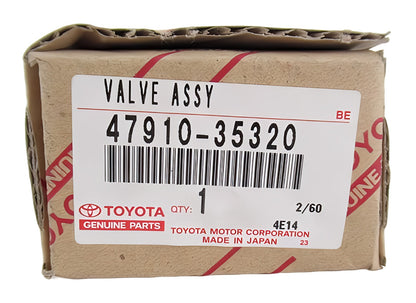 VALVE ASSY
BE
47910-35320
TOYOTA
GENUINE PARTS
QTY: 1
2/60
4E14
TOYOTA MOTOR CORPORATION
MADE IN JAPAN 23